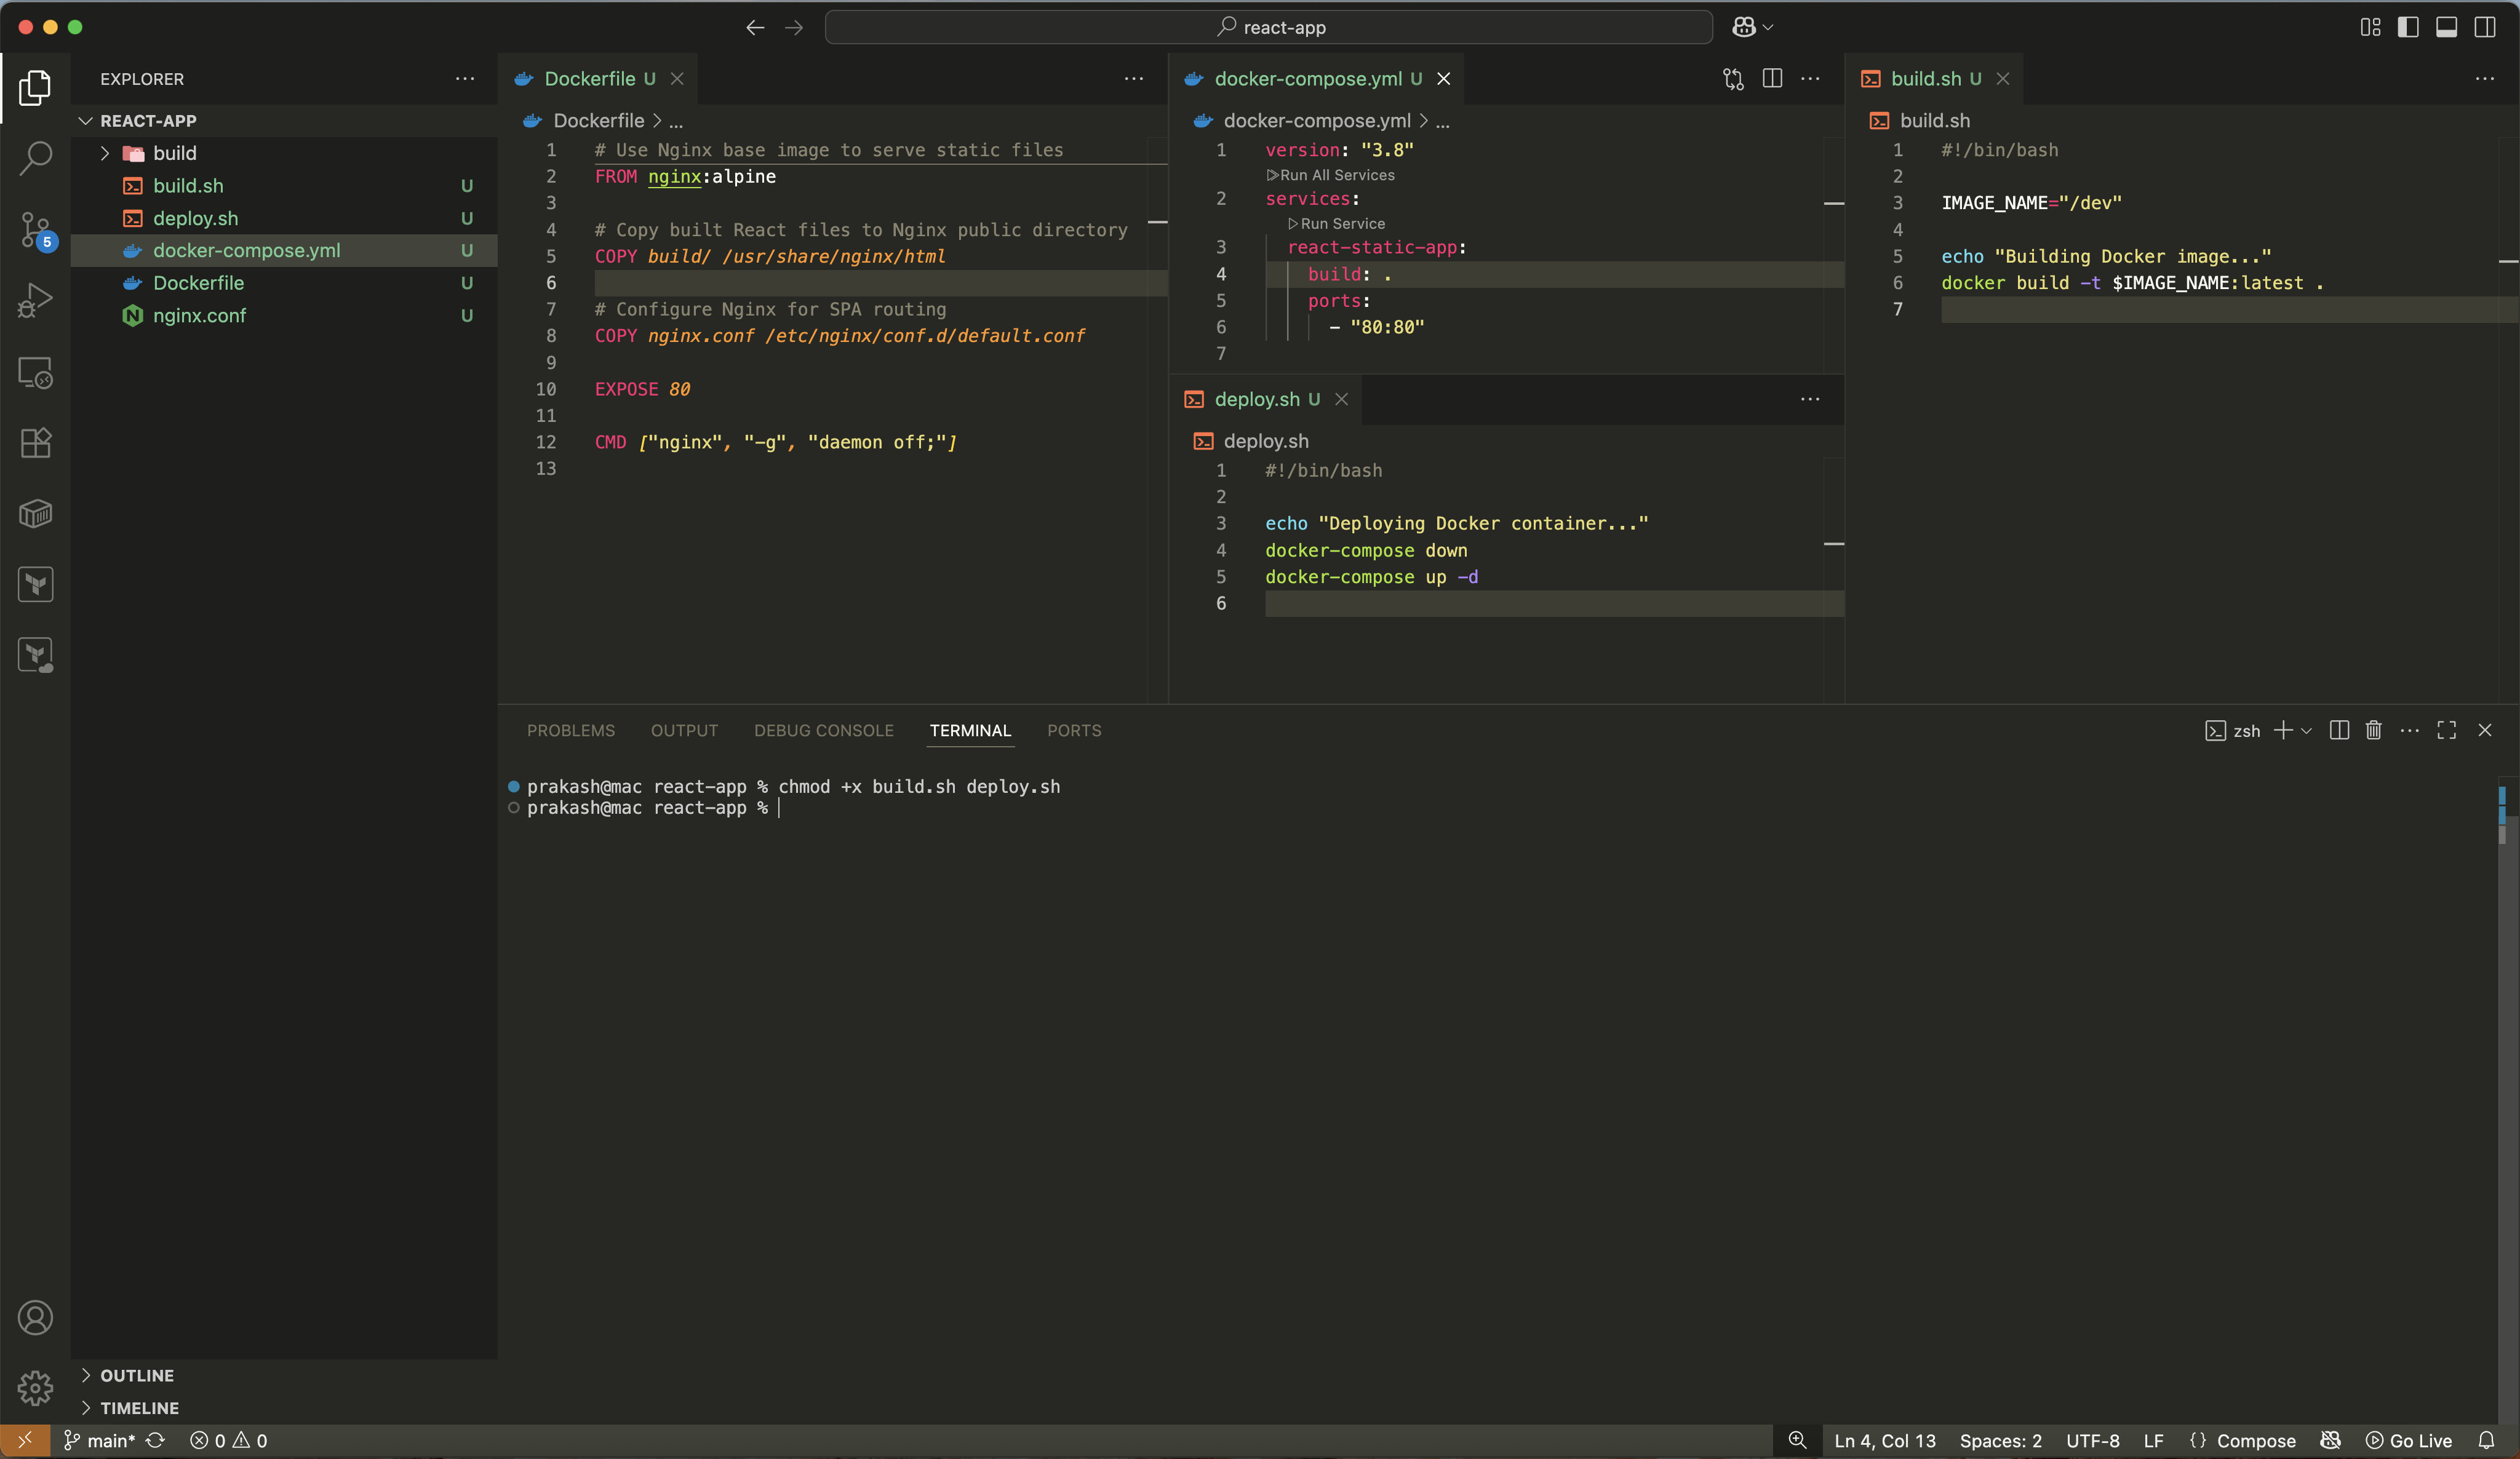 react-app
EXPLORER
REACT-APP
build
build.sh U
deploy.sh U
docker-compose.yml U
Dockerfile U
nginx.conf U
5
OUTLINE
TIMELINE
Dockerfile U
Dockerfile > ...
1 # Use Nginx base image to serve static files
2 FROM nginx:alpine
3
4 # Copy built React files to Nginx public directory
5 COPY build/ /usr/share/nginx/html
6
7 # Configure Nginx for SPA routing
8 COPY nginx.conf /etc/nginx/conf.d/default.conf
9
10 EXPOSE 80
11
12 CMD ["nginx", "-g", "daemon off;"]
13
docker-compose.yml U
docker-compose.yml > ...
1 version: "3.8"
Run All Services
2 services:
Run Service
3 react-static-app:
4 build: .
5 ports:
6 - "80:80"
7
deploy.sh U
deploy.sh
1 #!/bin/bash
2
3 echo "Deploying Docker container..."
4 docker-compose down
5 docker-compose up -d
6
build.sh U
build.sh
1 #!/bin/bash
2
3 IMAGE_NAME="/dev"
4
5 echo "Building Docker image..."
6 docker build -t $IMAGE_NAME:latest .
7
PROBLEMS OUTPUT DEBUG CONSOLE TERMINAL PORTS
zsh
prakash@mac react-app % chmod +x build.sh deploy.sh
prakash@mac react-app %
main* 0 0
Ln 4, Col 13 Spaces: 2 UTF-8 LF {} Compose Go Live